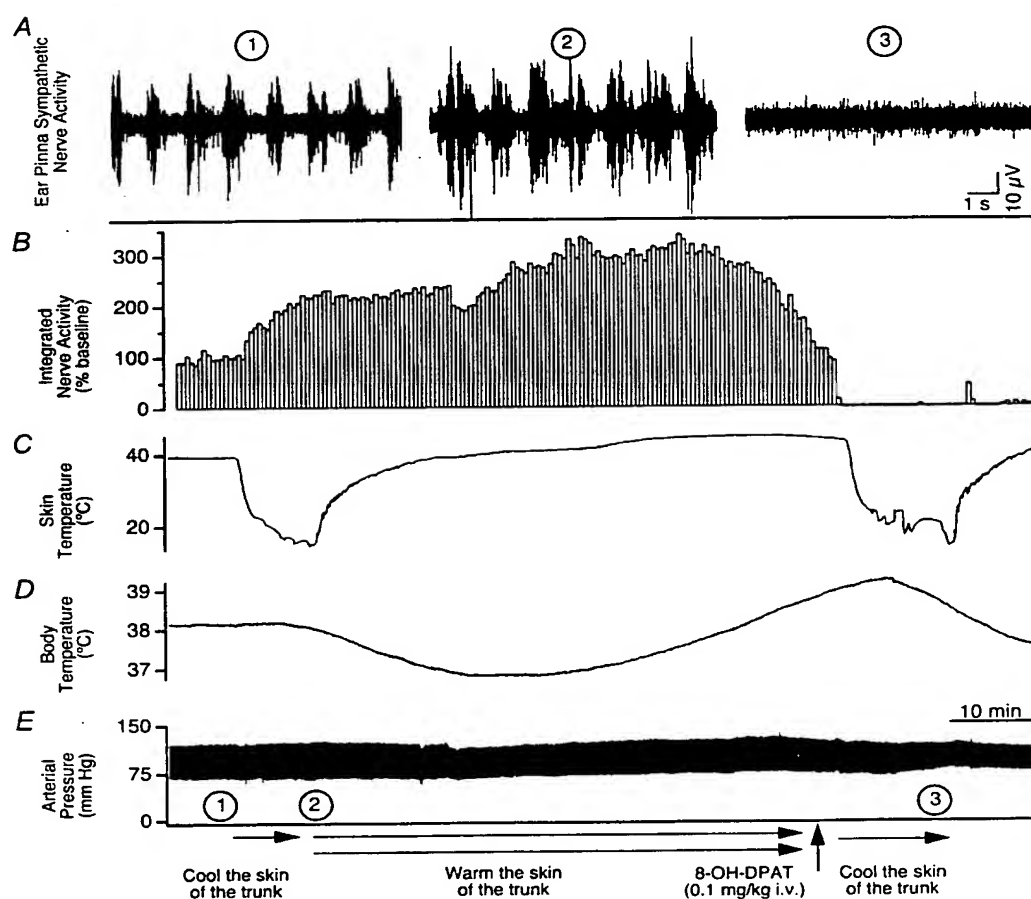 A
Ear Pinna Sympathetic
Nerve Activity
1
2
3
1 s
10 µV
B
Integrated
Nerve Activity
(% baseline)
300
200
100
0
C
Skin
Temperature
(ºC)
40
20
D
Body
Temperature
(ºC)
39
38
37
E
Arterial
Pressure
(mm Hg)
150
75
0
10 min
1
2
3
Cool the skin
of the trunk
Warm the skin
of the trunk
8-OH-DPAT
(0.1 mg/kg i.v.)
Cool the skin
of the trunk